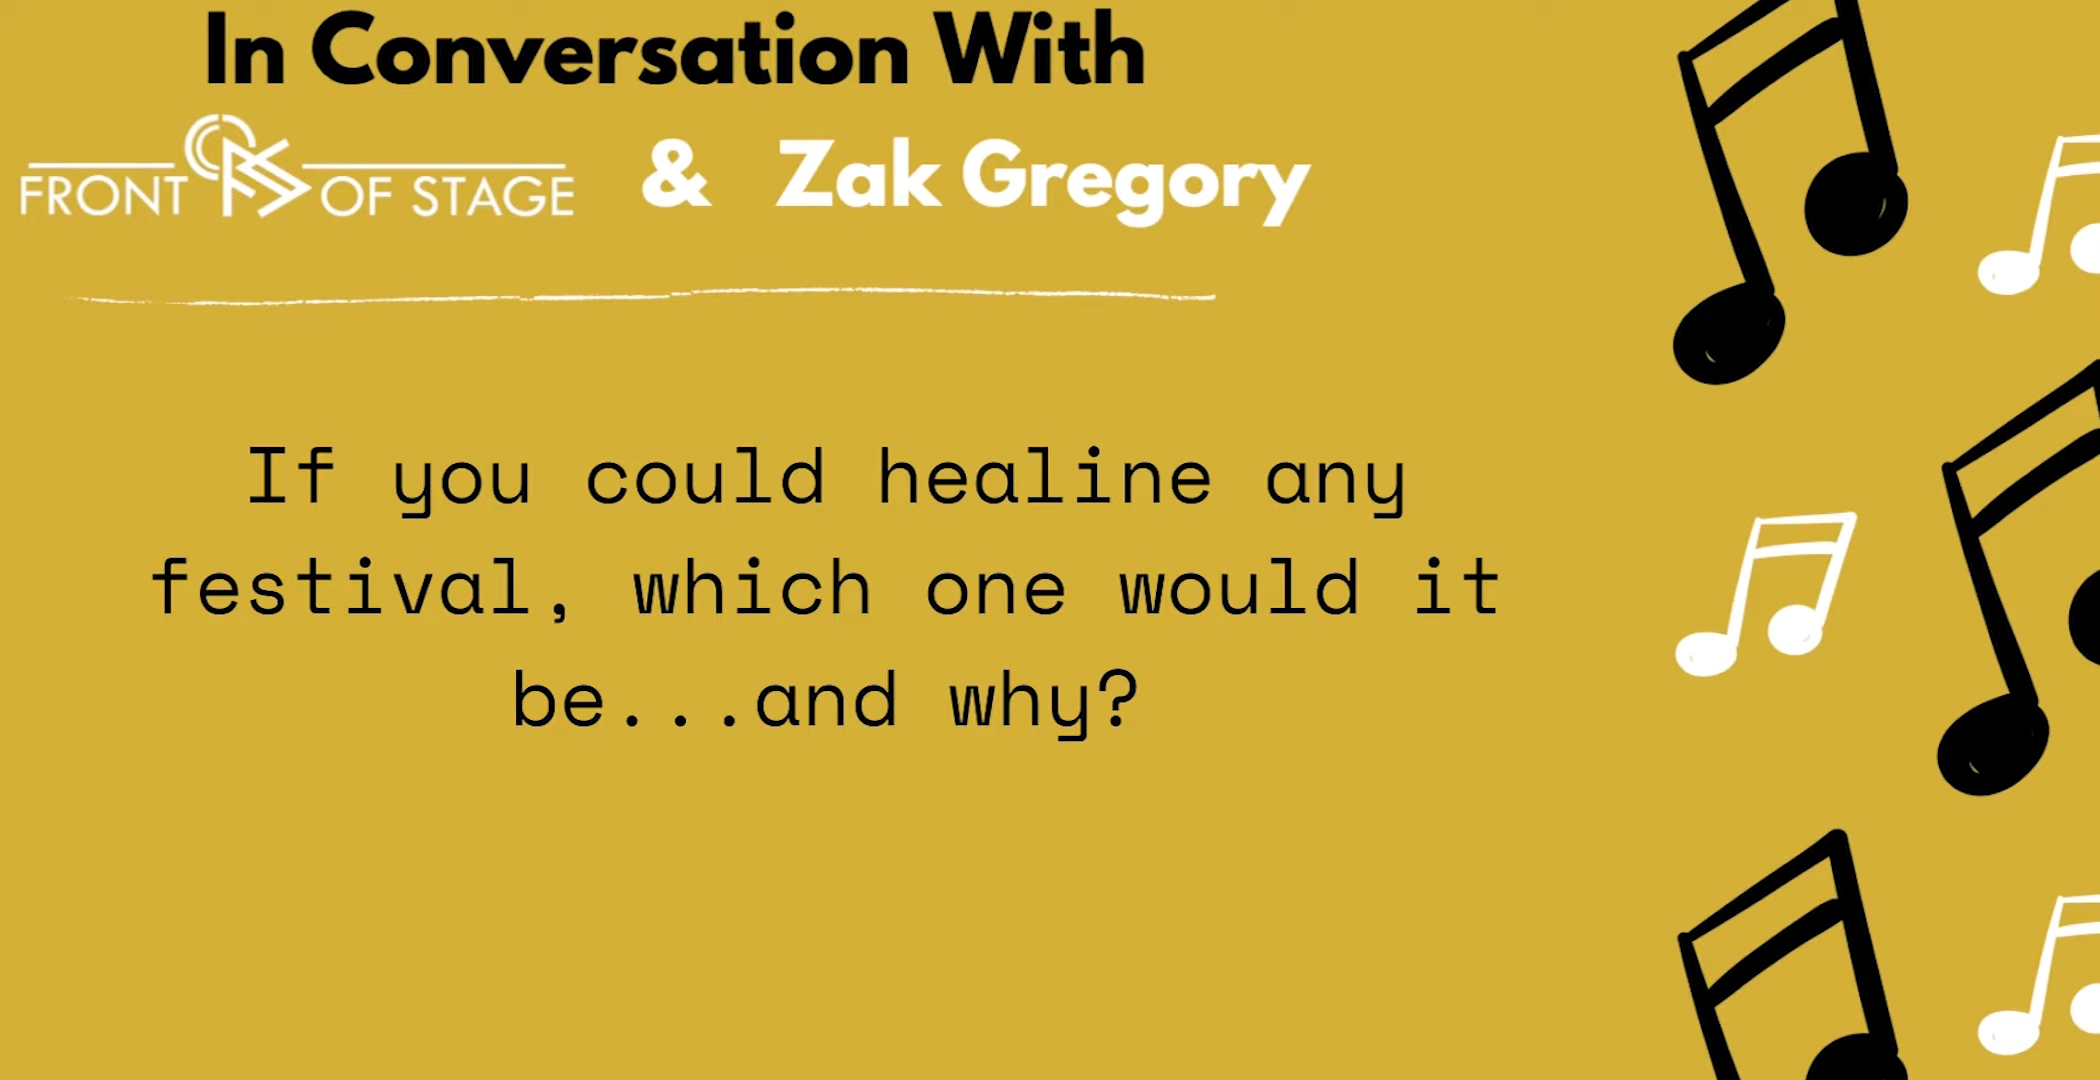 In Conversation With
FRONT OF STAGE & Zak Gregory
If you could healine any
festival, which one would it
be...and why?